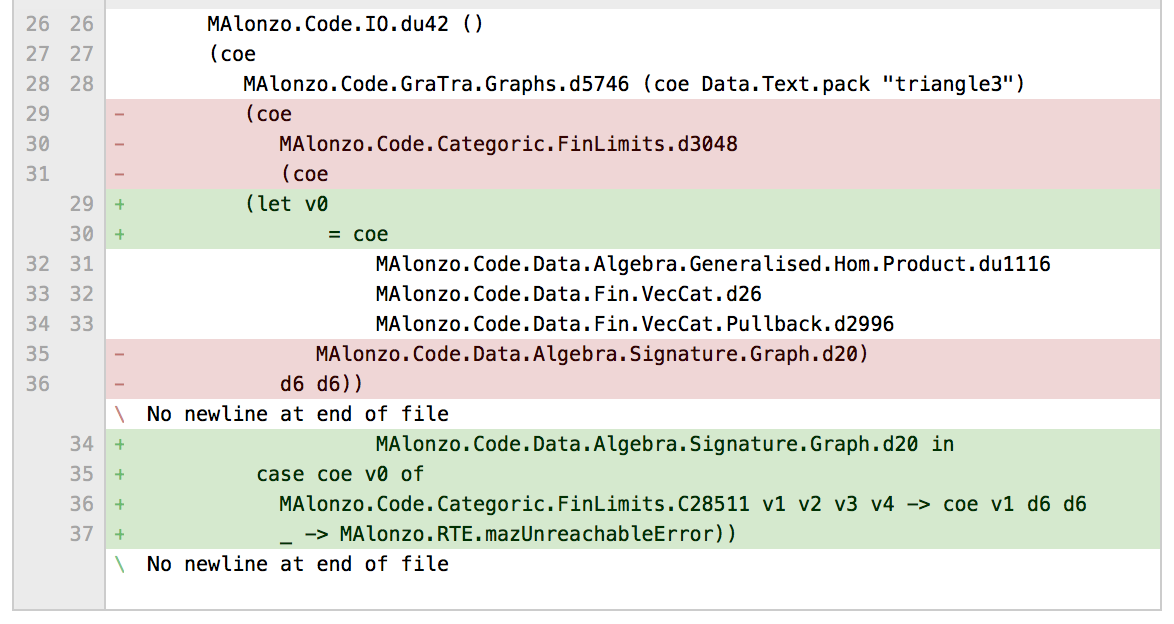 26 26 MAlonzo.Code.IO.du42 ()
27 27 (coe
28 28 MAlonzo.Code.GraTra.Graphs.d5746 (coe Data.Text.pack "triangle3")
29 - (coe
30 - MAlonzo.Code.Categoric.FinLimits.d3048
31 - (coe
29 + (let v0
30 + = coe
32 31 MAlonzo.Code.Data.Algebra.Generalised.Hom.Product.du1116
33 32 MAlonzo.Code.Data.Fin.VecCat.d26
34 33 MAlonzo.Code.Data.Fin.VecCat.Pullback.d2996
35 - MAlonzo.Code.Data.Algebra.Signature.Graph.d20)
36 - d6 d6))
\ No newline at end of file
34 + MAlonzo.Code.Data.Algebra.Signature.Graph.d20 in
35 + case coe v0 of
36 + MAlonzo.Code.Categoric.FinLimits.C28511 v1 v2 v3 v4 -> coe v1 d6 d6
37 + _ -> MAlonzo.RTE.mazUnreachableError))
\ No newline at end of file